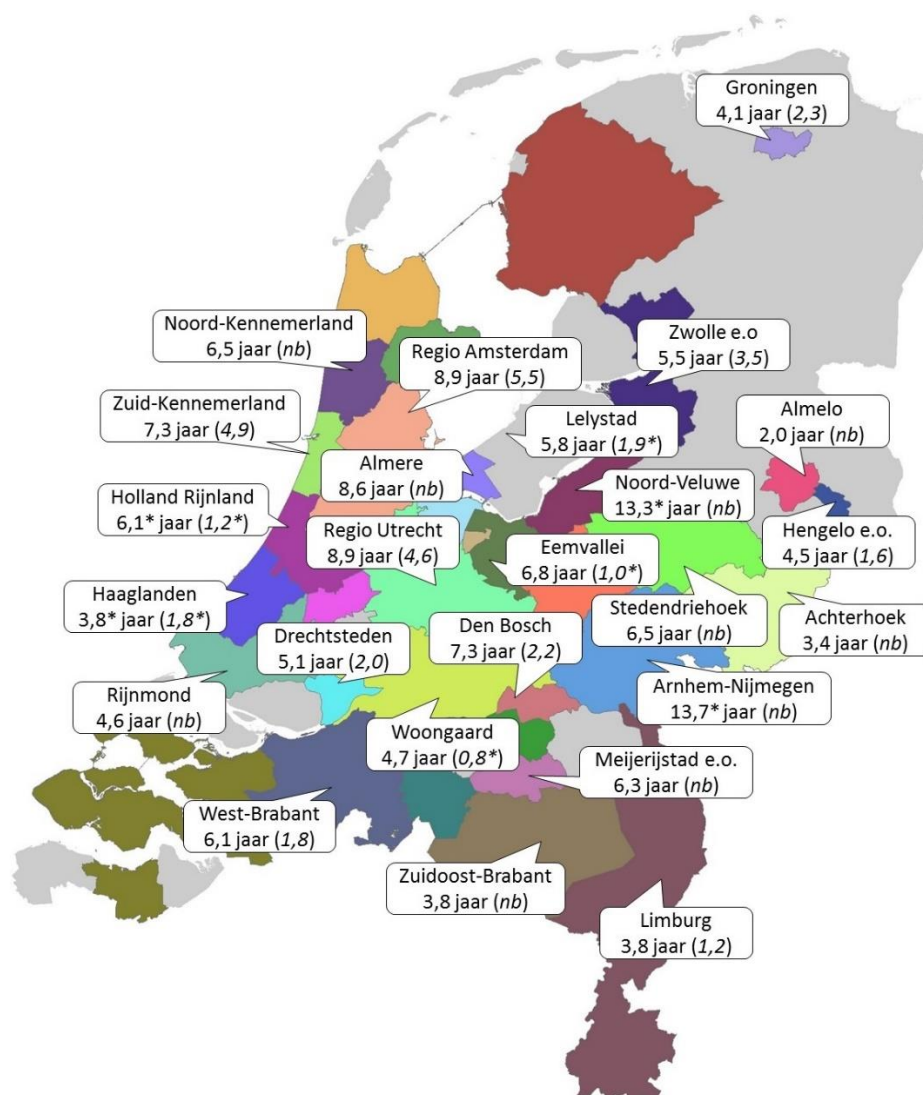 Groningen
4,1 jaar (2,3)
Noord-Kennemerland
6,5 jaar (nb)
Regio Amsterdam
8,9 jaar (5,5)
Zwolle e.o
5,5 jaar (3,5)
Zuid-Kennemerland
7,3 jaar (4,9)
Lelystad
5,8 jaar (1,9*)
Almelo
2,0 jaar (nb)
Almere
8,6 jaar (nb)
Noord-Veluwe
13,3* jaar (nb)
Holland Rijnland
6,1* jaar (1,2*)
Regio Utrecht
8,9 jaar (4,6)
Eemvallei
6,8 jaar (1,0*)
Hengelo e.o.
4,5 jaar (1,6)
Haaglanden
3,8* jaar (1,8*)
Drechtsteden
5,1 jaar (2,0)
Den Bosch
7,3 jaar (2,2)
Stedendriehoek
6,5 jaar (nb)
Achterhoek
3,4 jaar (nb)
Rijnmond
4,6 jaar (nb)
Arnhem-Nijmegen
13,7* jaar (nb)
Woongaard
4,7 jaar (0,8*)
Meijerijstad e.o.
6,3 jaar (nb)
West-Brabant
6,1 jaar (1,8)
Zuidoost-Brabant
3,8 jaar (nb)
Limburg
3,8 jaar (1,2)